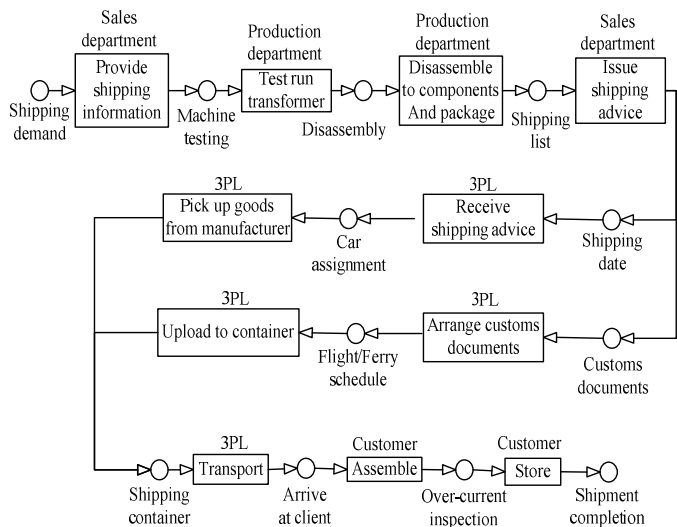 Sales
department
Provide
shipping
information
Shipping
demand
Machine
testing
Production
department
Test run
transformer
Disassembly
Production
department
Disassemble
to components
And package
Shipping
list
Sales
department
Issue
shipping
advice
3PL
Pick up goods
from manufacturer
Car
assignment
3PL
Receive
shipping advice
Shipping
date
3PL
Upload to container
Flight/Ferry
schedule
3PL
Arrange customs
documents
Customs
documents
Shipping
container
3PL
Transport
Arrive
at client
Customer
Assemble
Over-current
inspection
Customer
Store
Shipment
completion